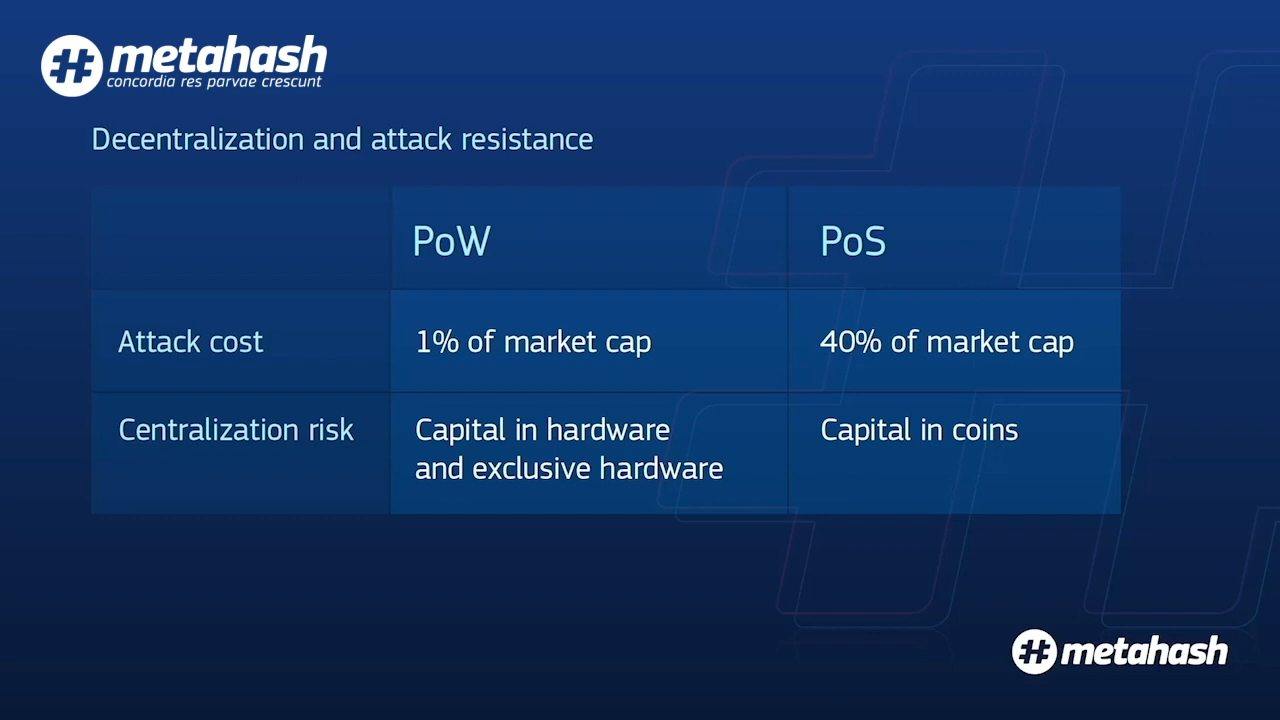 metahash
concordia res parvae crescunt
Decentralization and attack resistance
PoW PoS
Attack cost 1% of market cap 40% of market cap
Centralization risk Capital in hardware Capital in coins
and exclusive hardware
metahash